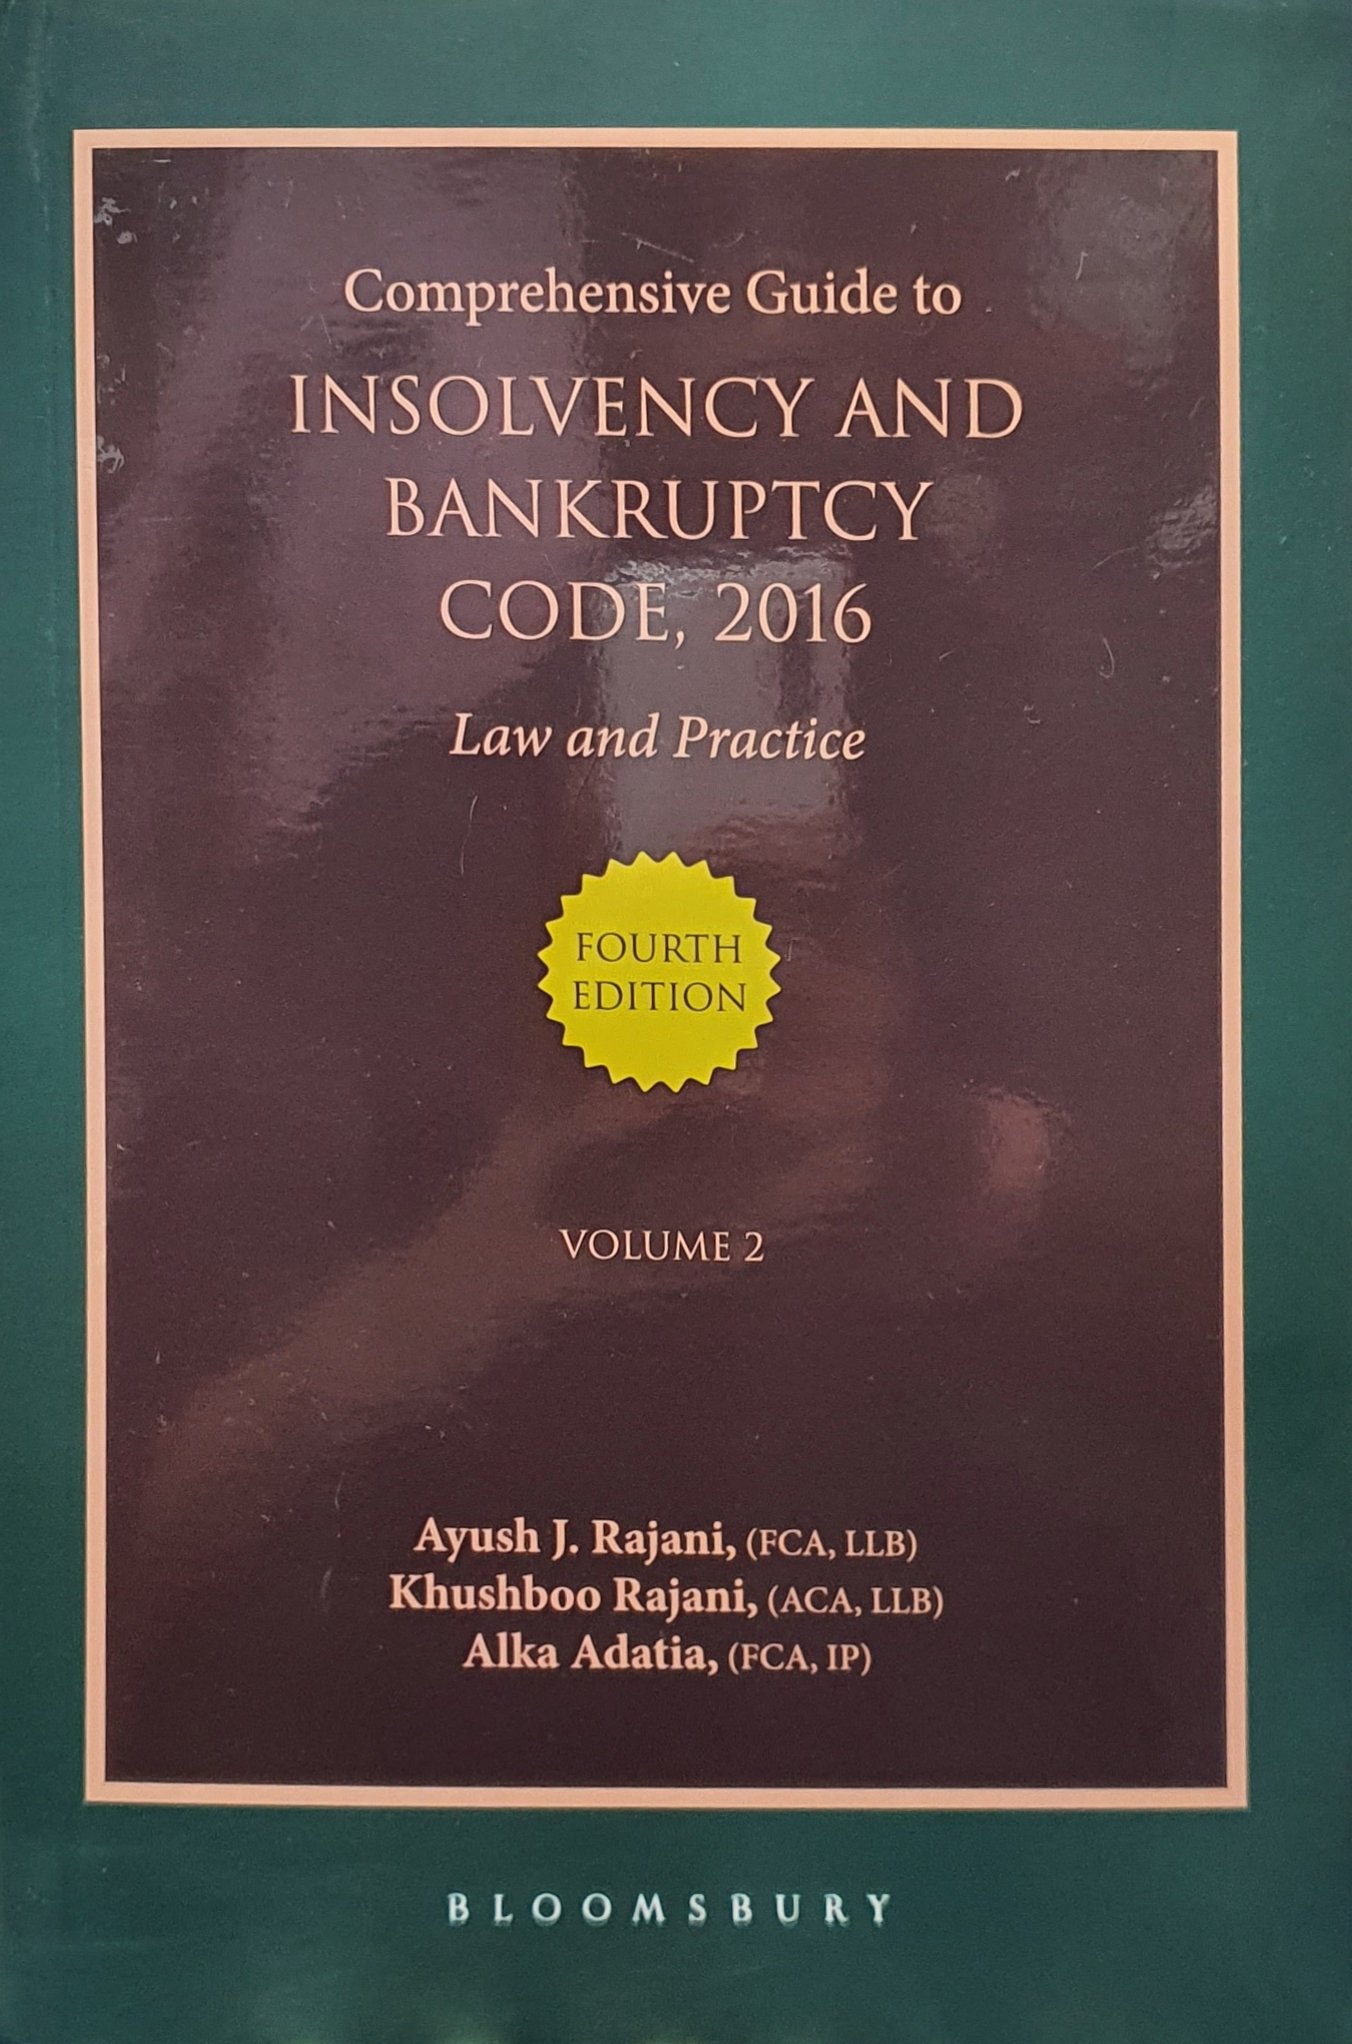 Comprehensive Guide to
INSOLVENCY AND
BANKRUPTCY
CODE, 2016
Law and Practice
FOURTH
EDITION
VOLUME 2
Ayush J. Rajani, (FCA, LLB)
Khushboo Rajani, (ACA, LLB)
Alka Adatia, (FCA, IP)
BLOOMSBURY